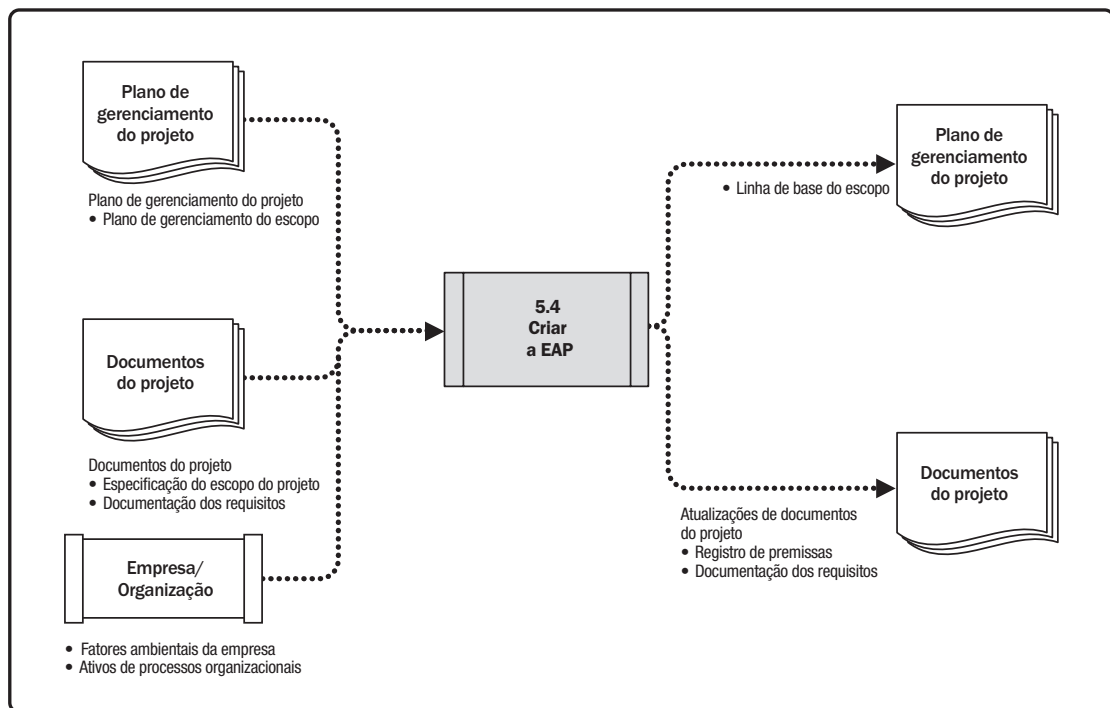 Plano de
gerenciamento
do projeto
Plano de gerenciamento do projeto
• Plano de gerenciamento do escopo
Documentos
do projeto
Documentos do projeto
• Especificação do escopo do projeto
• Documentação dos requisitos
Empresa/
Organização
• Fatores ambientais da empresa
• Ativos de processos organizacionais
5.4
Criar
a EAP
• Linha de base do escopo
Plano de
gerenciamento
do projeto
Atualizações de documentos
do projeto
• Registro de premissas
• Documentação dos requisitos
Documentos
do projeto